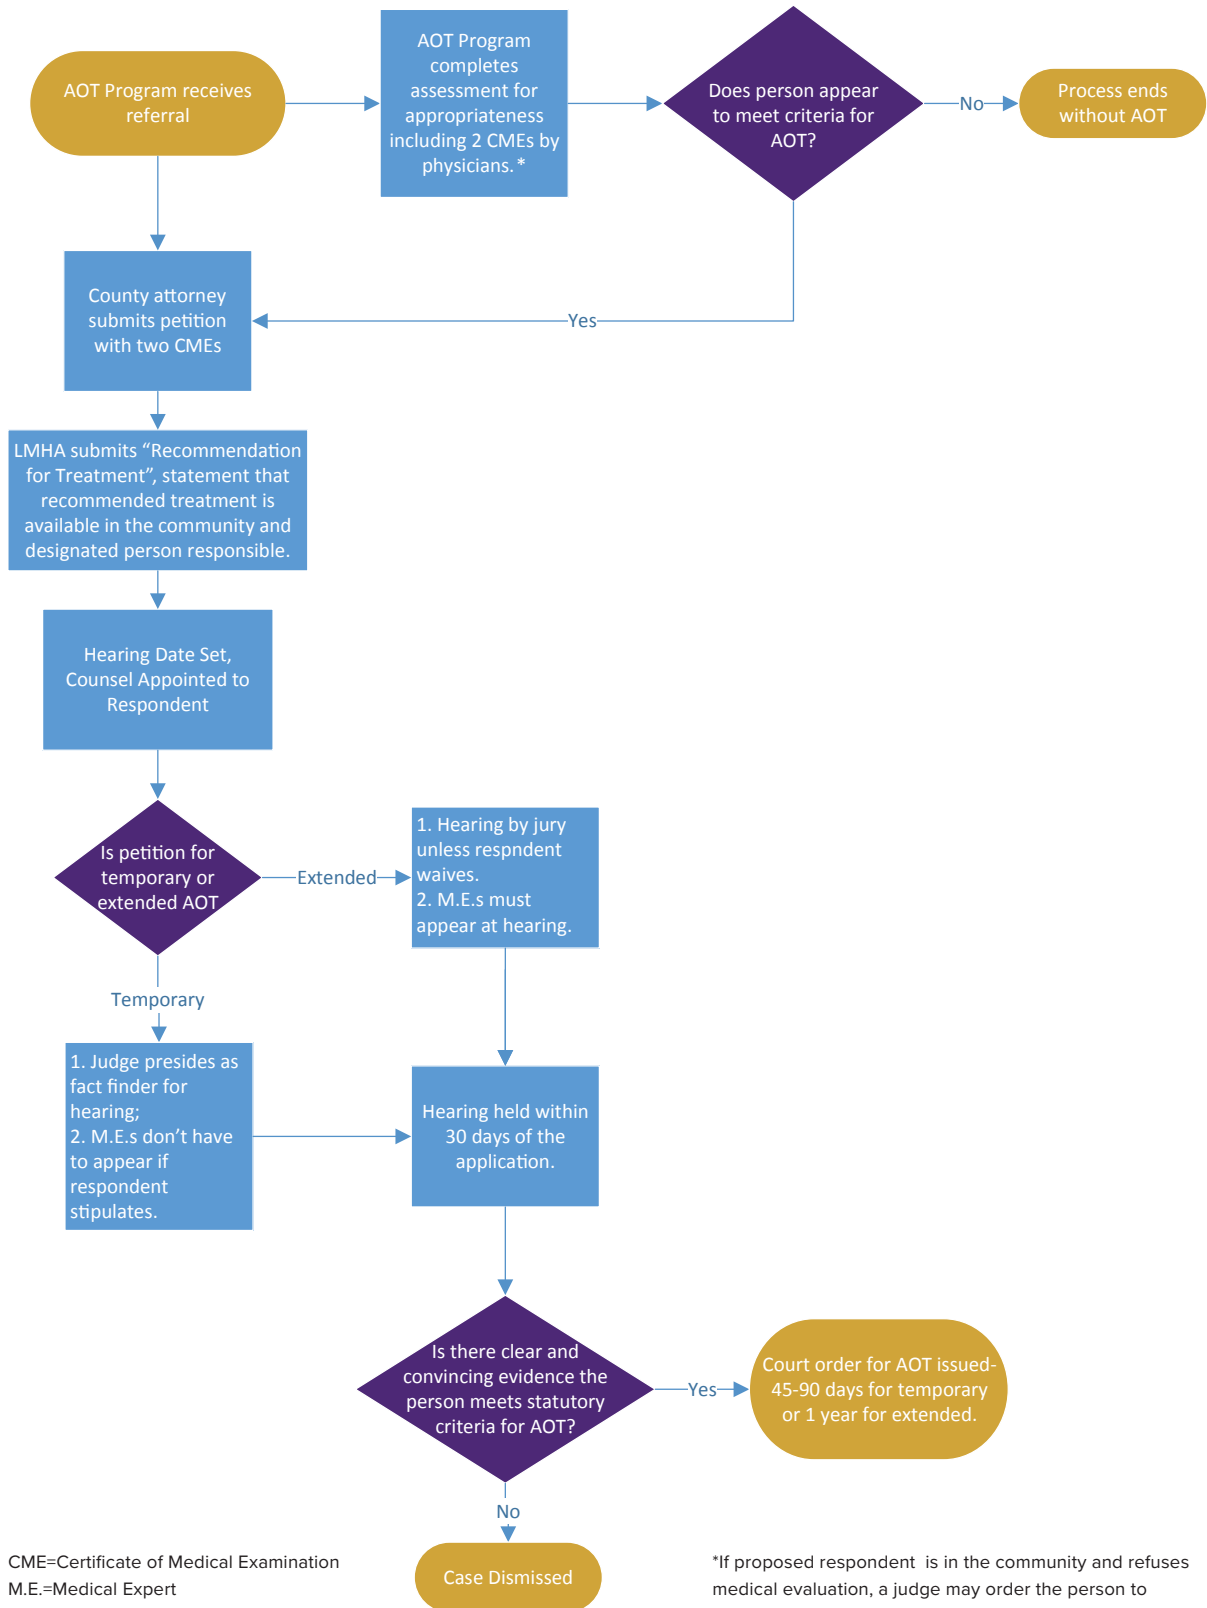 AOT Program receives
referral
AOT Program
completes
assessment for
appropriateness
including 2 CMEs by
physicians.*
Does person appear
to meet criteria for
AOT?
No
Process ends
without AOT
Yes
County attorney
submits petition
with two CMEs
LMHA submits “Recommendation
for Treatment”, statement that
recommended treatment is
available in the community and
designated person responsible.
Hearing Date Set,
Counsel Appointed to
Respondent
Is petition for
temporary or
extended AOT
Extended
1. Hearing by jury
unless respndent
waives.
2. M.E.s must
appear at hearing.
Temporary
1. Judge presides as
fact finder for
hearing;
2. M.E.s don’t have
to appear if
respondent
stipulates.
Hearing held within
30 days of the
application.
Is there clear and
convincing evidence the
person meets statutory
criteria for AOT?
Yes
Court order for AOT issued-
45-90 days for temporary
or 1 year for extended.
No
Case Dismissed
CME=Certificate of Medical Examination
M.E.=Medical Expert
*If proposed respondent is in the community and refuses
medical evaluation, a judge may order the person to